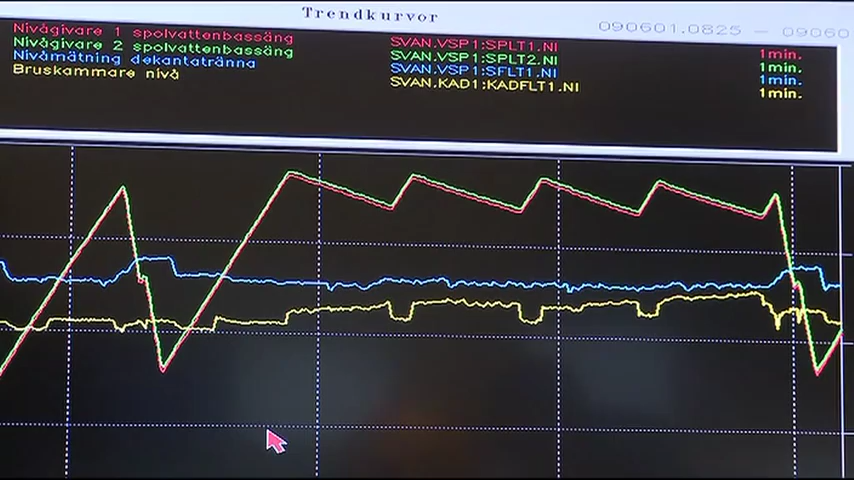 Trendkurvor
090601.0825 — 09060
Nivågivare 1 spolvattenbassäng SVAN.VSP1:SPLT1.NI 1min.
Nivågivare 2 spolvattenbassäng SVAN.VSP1:SPLT2.NI 1min.
Nivåmätning dekantatränna SVAN.VSP1:SFLT1.NI 1min.
Bruskammare nivå SVAN.KAD1:KADFLT1.NI 1min.